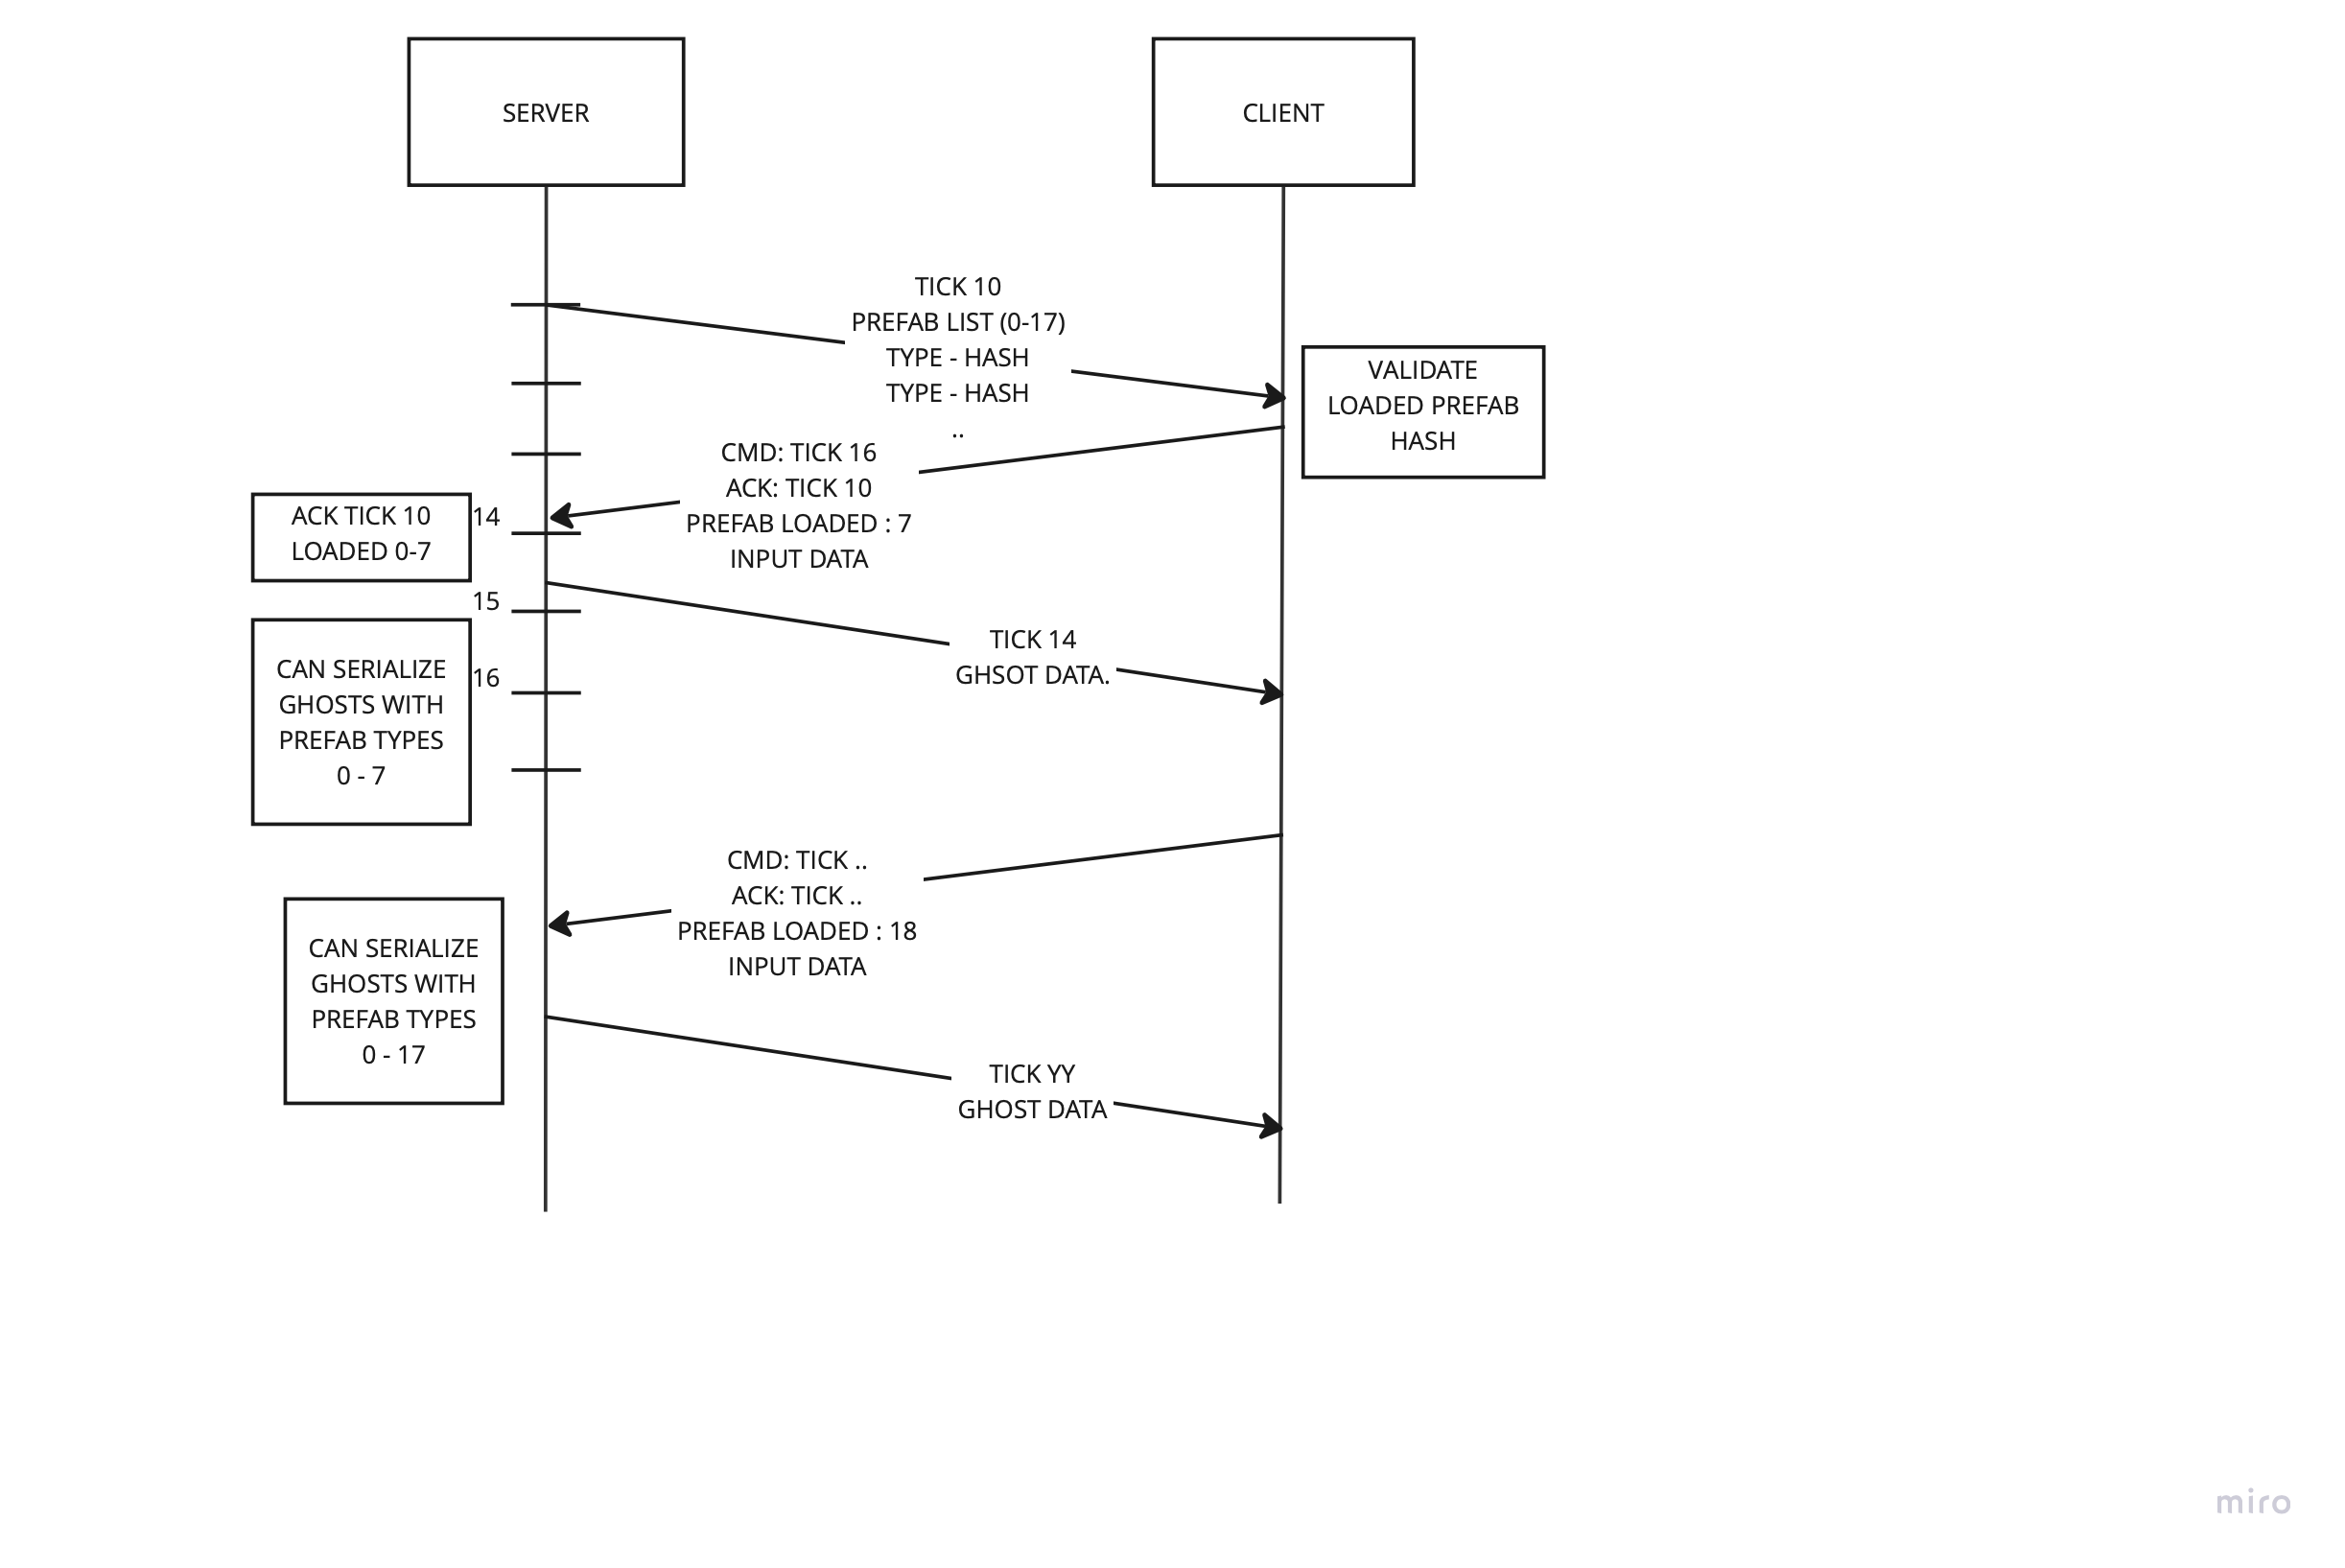 SERVER
CLIENT
TICK 10
PREFAB LIST (0-17)
TYPE - HASH
TYPE - HASH
..
VALIDATE
LOADED PREFAB
HASH
CMD: TICK 16
ACK: TICK 10
PREFAB LOADED : 7
INPUT DATA
ACK TICK 10
LOADED 0-7
14
15
16
CAN SERIALIZE
GHOSTS WITH
PREFAB TYPES
0 - 7
TICK 14
GHSOT DATA.
CMD: TICK ..
ACK: TICK ..
PREFAB LOADED : 18
INPUT DATA
CAN SERIALIZE
GHOSTS WITH
PREFAB TYPES
0 - 17
TICK YY
GHOST DATA
miro